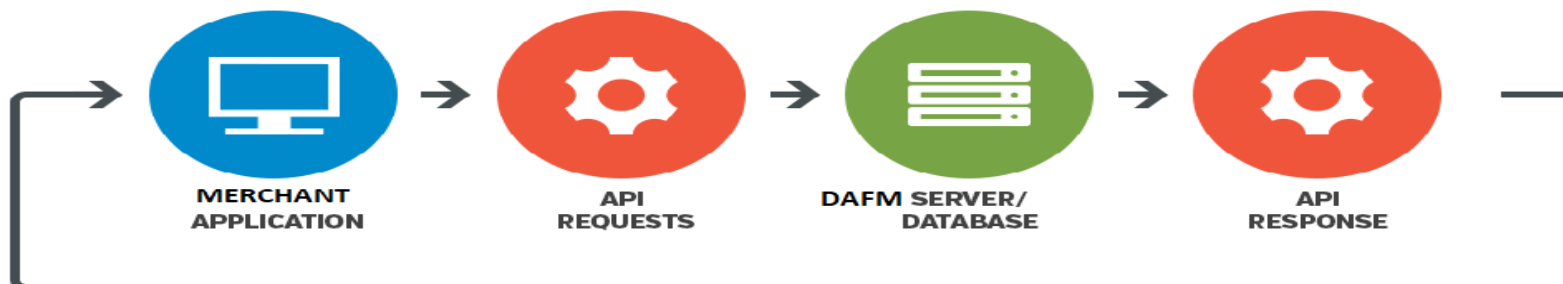 MERCHANT
APPLICATION
API
REQUESTS
DAFM SERVER/
DATABASE
API
RESPONSE